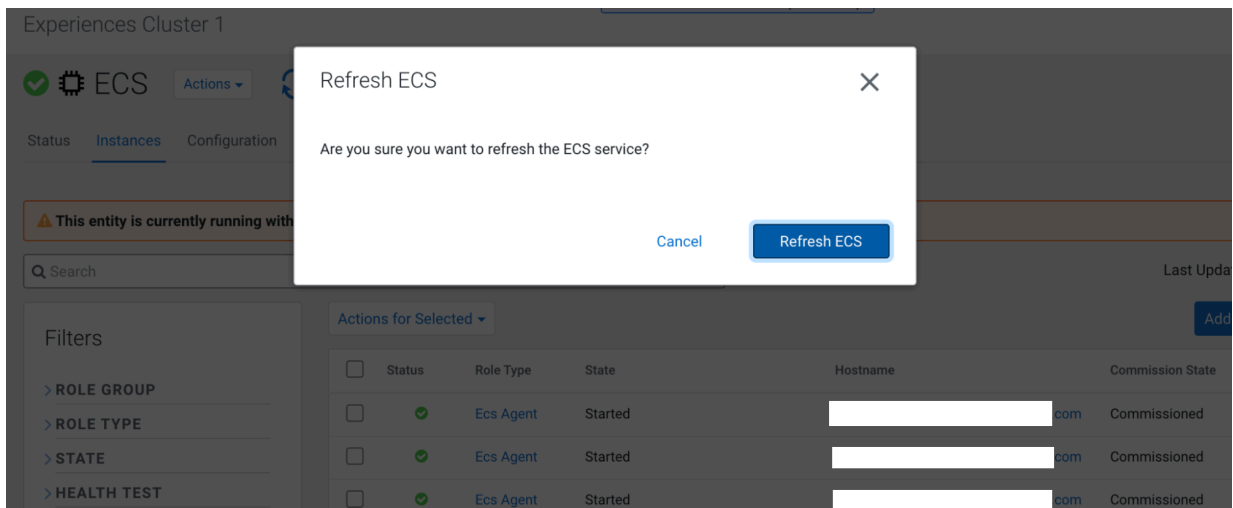 Experiences Cluster 1
ECS Actions
Status Instances Configuration
This entity is currently running with
Search
Refresh ECS
Are you sure you want to refresh the ECS service?
Cancel Refresh ECS
Last Upda
Filters
ROLE GROUP
ROLE TYPE
STATE
HEALTH TEST
Actions for Selected Add
Status Role Type State Hostname Commission State
Ecs Agent Started com Commissioned
Ecs Agent Started com Commissioned
Ecs Agent Started com Commissioned